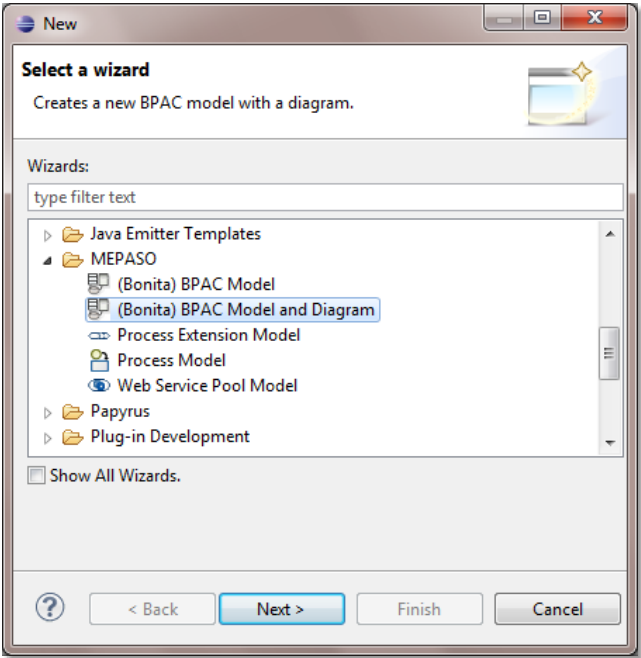 New
Select a wizard
Creates a new BPAC model with a diagram.
Wizards:
type filter text
Java Emitter Templates
MEPASO
(Bonita) BPAC Model
(Bonita) BPAC Model and Diagram
Process Extension Model
Process Model
Web Service Pool Model
Papyrus
Plug-in Development
Show All Wizards.
? < Back Next > Finish Cancel